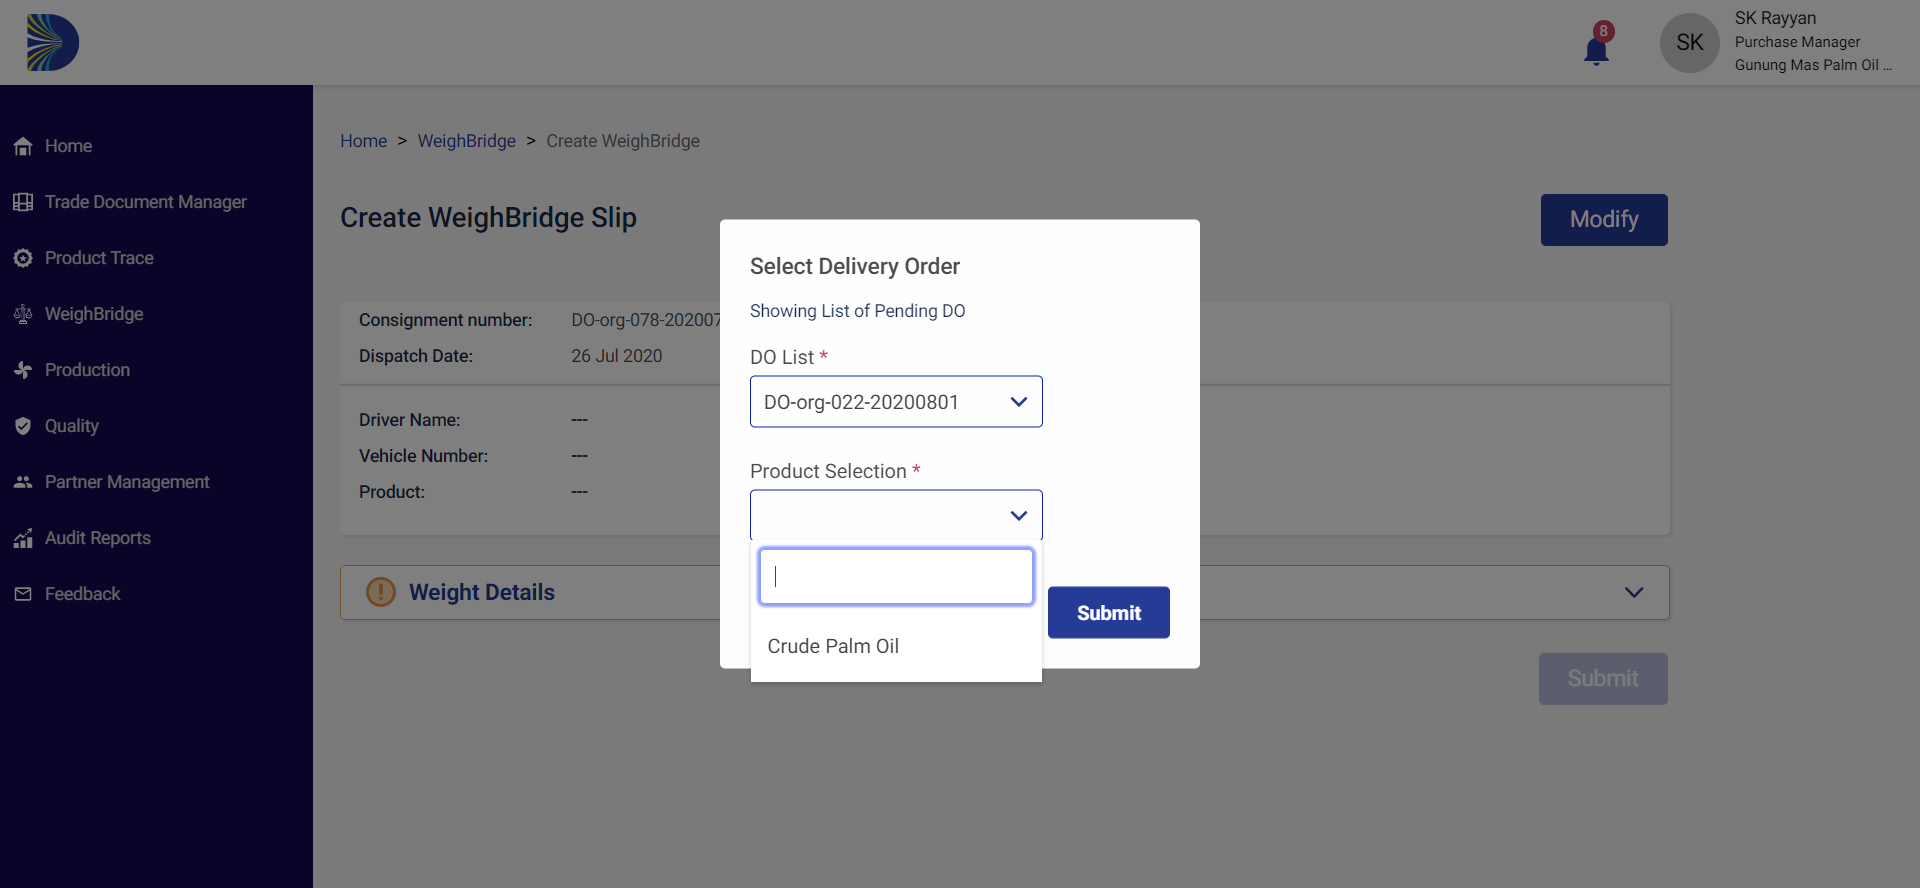 8
SK
SK Rayyan
Purchase Manager
Gunung Mas Palm Oil ...
Home
Trade Document Manager
Product Trace
WeighBridge
Production
Quality
Partner Management
Audit Reports
Feedback
Home > WeighBridge > Create WeighBridge
Create WeighBridge Slip
Modify
Consignment number: DO-org-078-202007
Dispatch Date: 26 Jul 2020
Driver Name: ---
Vehicle Number: ---
Product: ---
Weight Details
Submit
Select Delivery Order
Showing List of Pending DO
DO List *
DO-org-022-20200801
Product Selection *
Crude Palm Oil
Submit